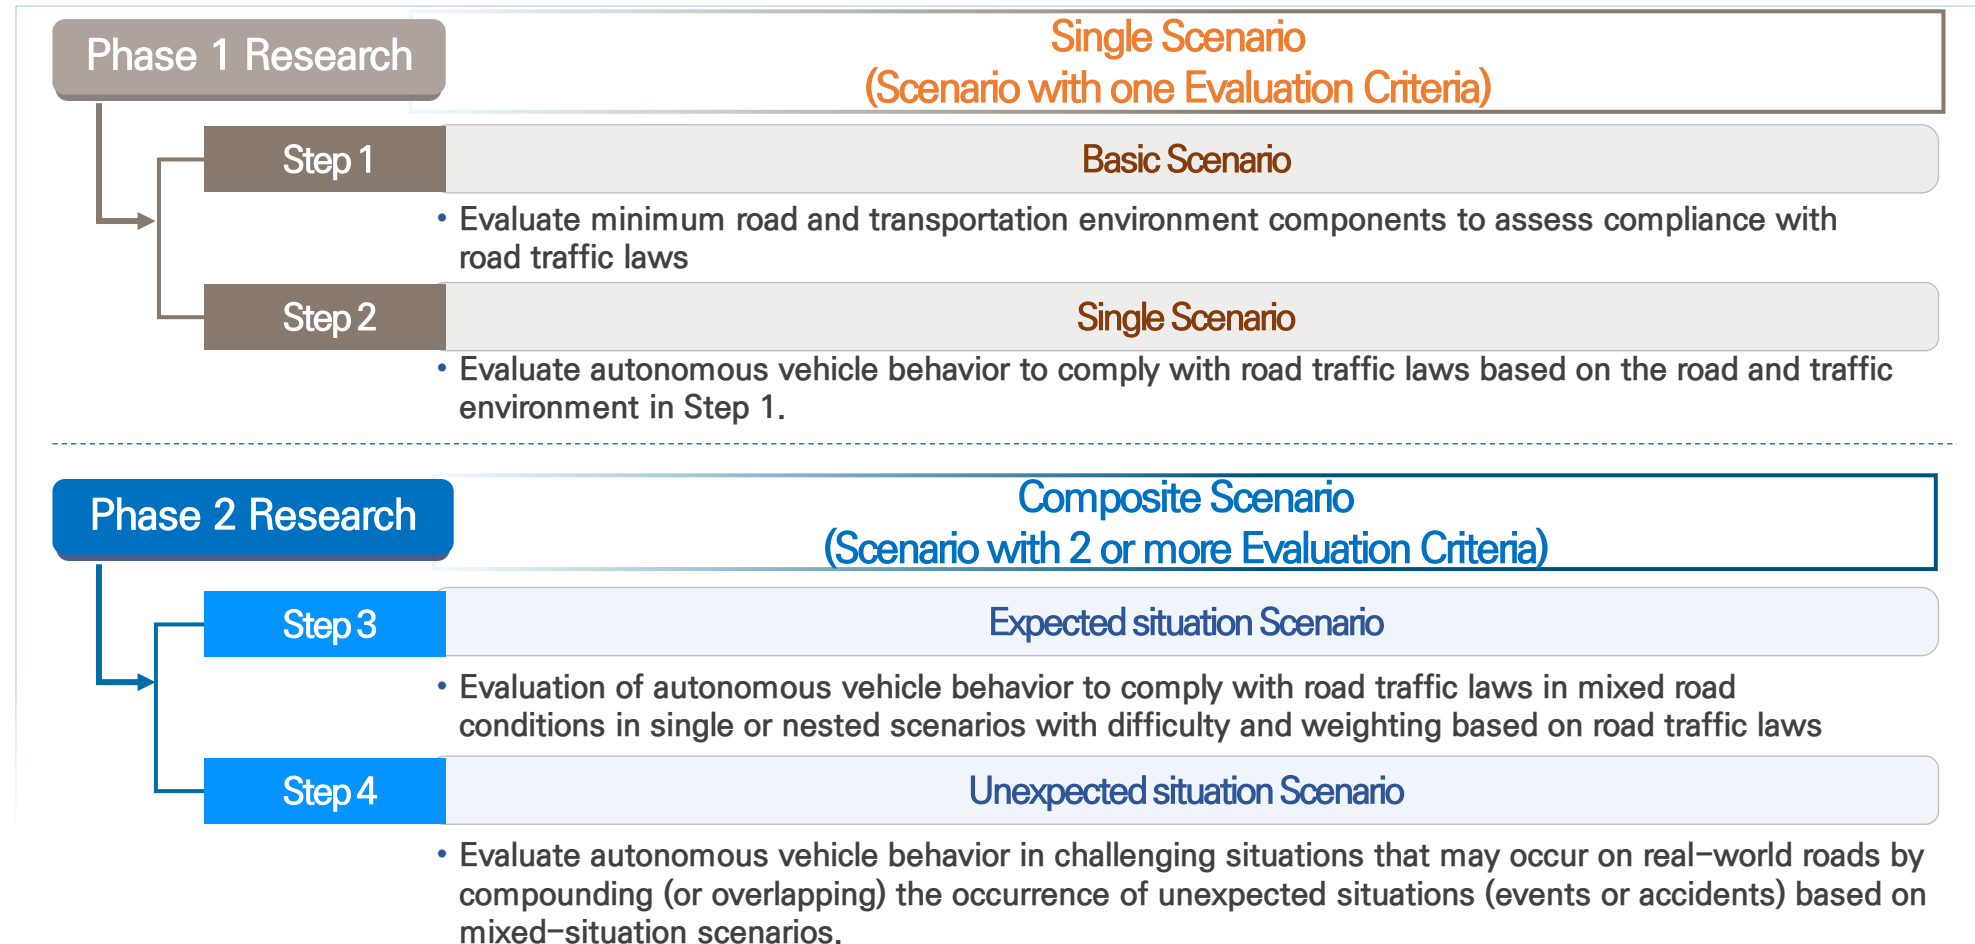 Phase 1 Research
Single Scenario
(Scenario with one Evaluation Criteria)
Step 1
Basic Scenario
• Evaluate minimum road and transportation environment components to assess compliance with
road traffic laws
Step 2
Single Scenario
• Evaluate autonomous vehicle behavior to comply with road traffic laws based on the road and traffic
environment in Step 1.
Phase 2 Research
Composite Scenario
(Scenario with 2 or more Evaluation Criteria)
Step 3
Expected situation Scenario
• Evaluation of autonomous vehicle behavior to comply with road traffic laws in mixed road
conditions in single or nested scenarios with difficulty and weighting based on road traffic laws
Step 4
Unexpected situation Scenario
• Evaluate autonomous vehicle behavior in challenging situations that may occur on real-world roads by
compounding (or overlapping) the occurrence of unexpected situations (events or accidents) based on
mixed-situation scenarios.